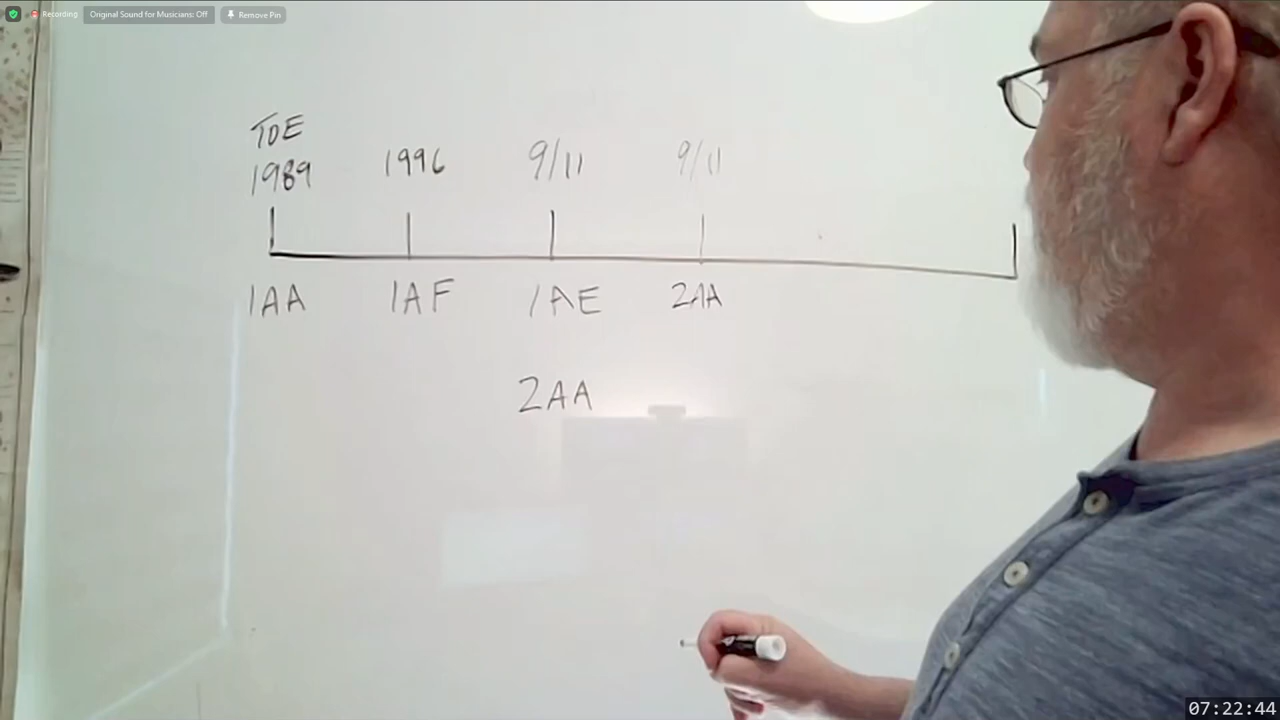 Recording
Original Sound for Musicians: Off
Remove Pin
TOE
1989 1996 9/11 9/11
1AA 1AF 1AE 2AA
2AA
07:22:44